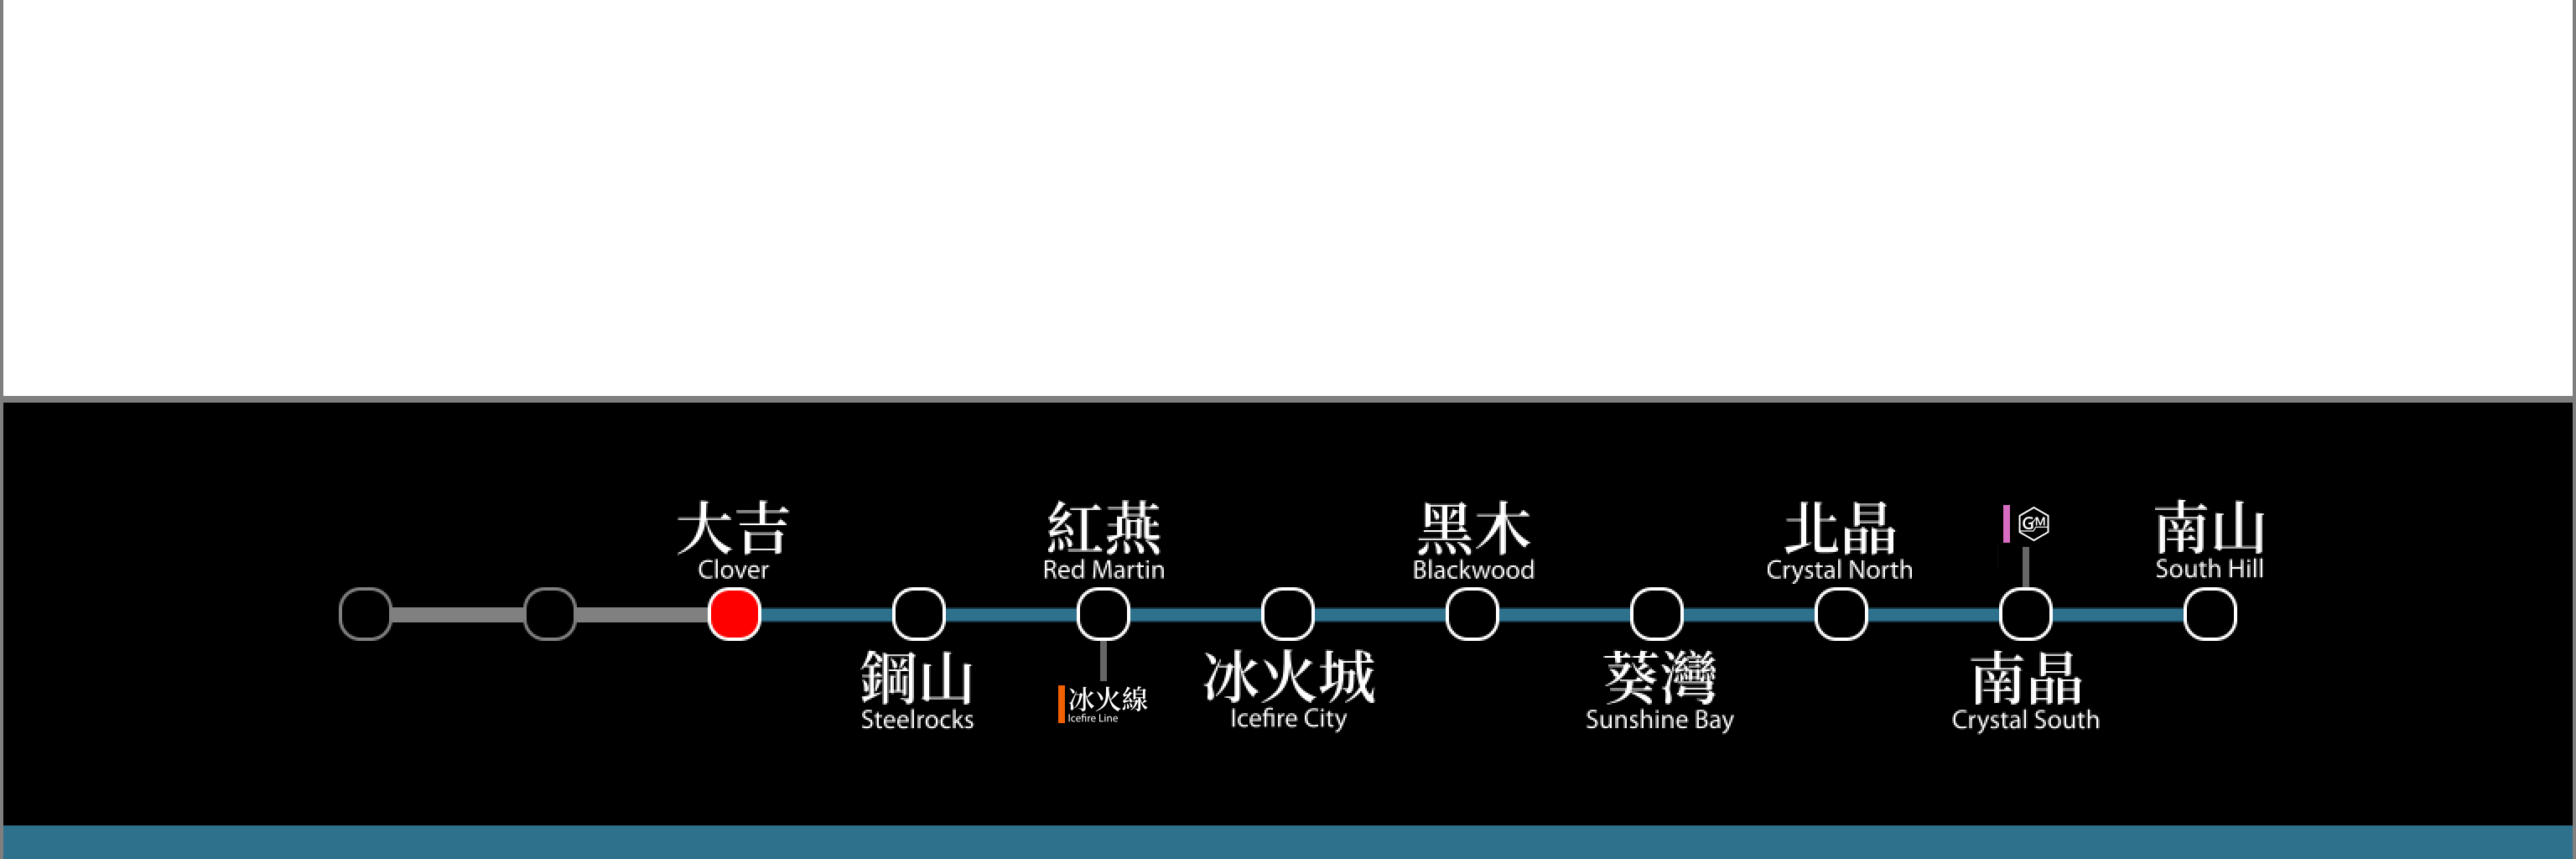 大吉
Clover
鋼山
Steelrocks
紅燕
Red Martin
冰火線
Icefire Line
冰火城
Icefire City
黑木
Blackwood
葵灣
Sunshine Bay
北晶
Crystal North
GM
南晶
Crystal South
南山
South Hill